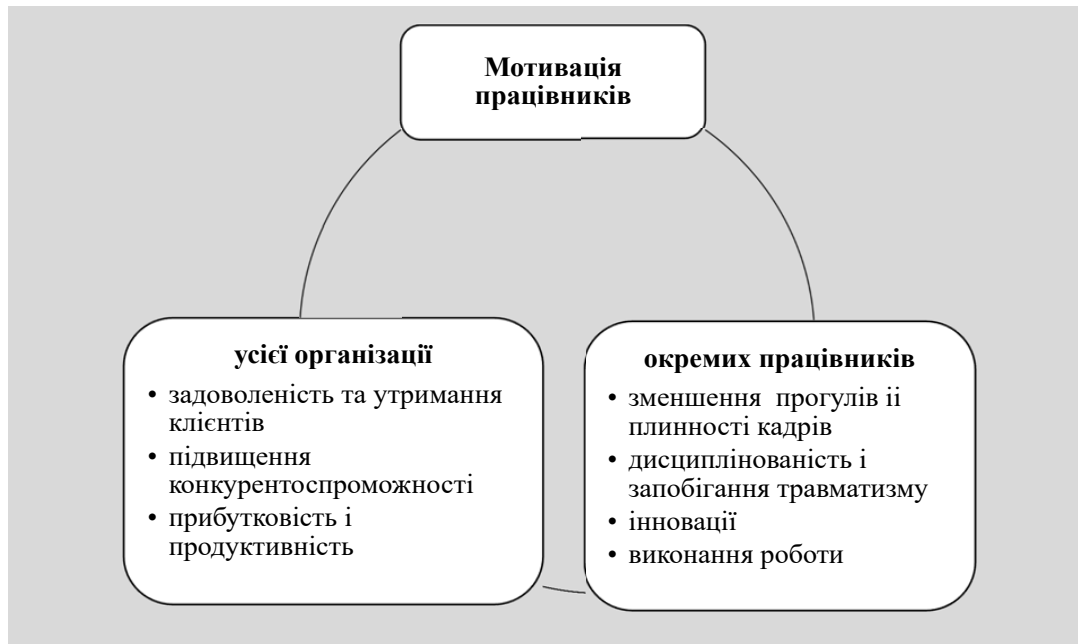 Мотивація
працівників
усієї організації
• задоволеність та утримання
клієнтів
• підвищення
конкурентоспроможності
• прибутковість і
продуктивність
окремих працівників
• зменшення прогулів іі
плинності кадрів
• дисциплінованість і
запобігання травматизму
• інновації
• виконання роботи